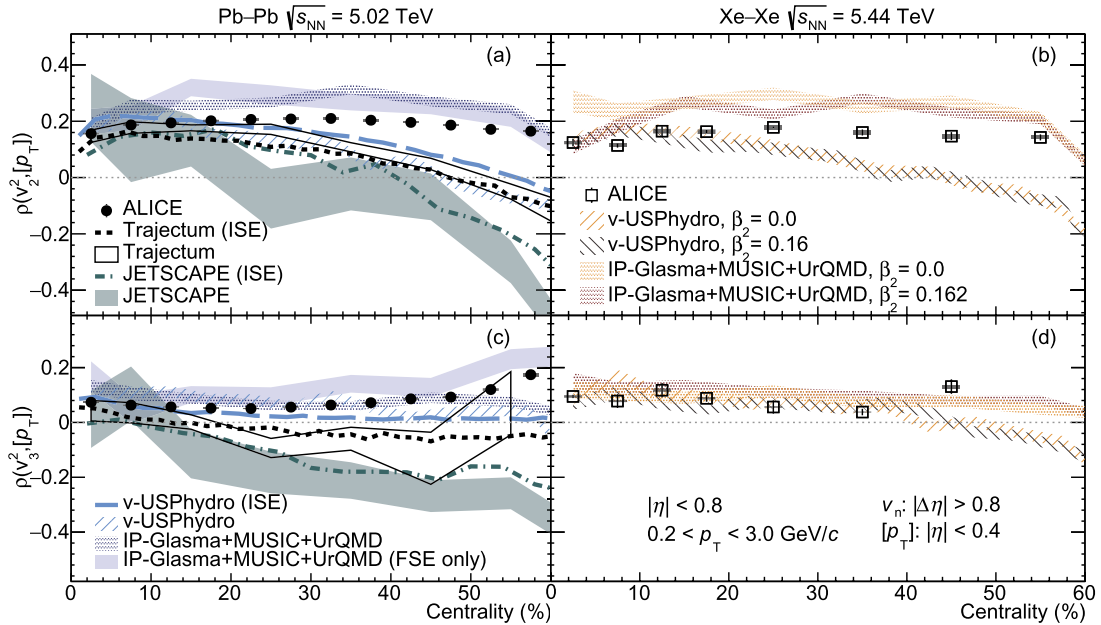 Pb–Pb √sNN = 5.02 TeV
Xe–Xe √sNN = 5.44 TeV
ρ(v₂²,[pT])
0.4
0.2
0
−0.2
−0.4
(a)
ALICE
Trajectum (ISE)
Trajectum
JETSCAPE (ISE)
JETSCAPE
(b)
ALICE
v-USPhydro, β₂ = 0.0
v-USPhydro, β₂ = 0.16
IP-Glasma+MUSIC+UrQMD, β₂ = 0.0
IP-Glasma+MUSIC+UrQMD, β₂ = 0.162
ρ(v₃²,[pT])
0.2
0
−0.2
−0.4
(c)
v-USPhydro (ISE)
v-USPhydro
IP-Glasma+MUSIC+UrQMD
IP-Glasma+MUSIC+UrQMD (FSE only)
(d)
|η| < 0.8
vn: |Δη| > 0.8
0.2 < pT < 3.0 GeV/c
[pT]: |η| < 0.4
0 10 20 30 40 50
0 10 20 30 40 50 60
Centrality (%)
Centrality (%)